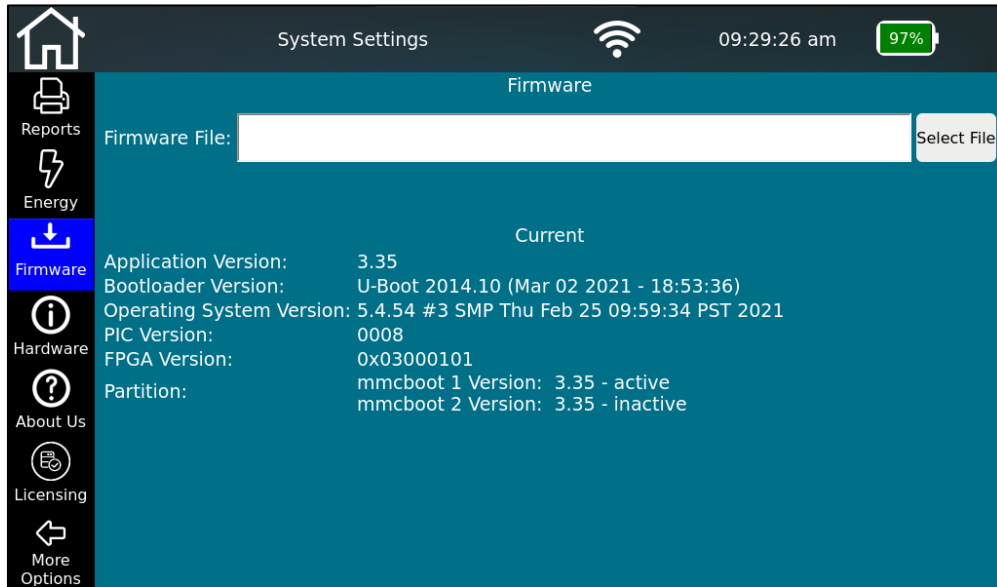 System Settings
09:29:26 am
97%
Reports
Energy
Firmware
Hardware
About Us
Licensing
More
Options
Firmware
Firmware File:
Select File
Current
Application Version: 3.35
Bootloader Version: U-Boot 2014.10 (Mar 02 2021 - 18:53:36)
Operating System Version: 5.4.54 #3 SMP Thu Feb 25 09:59:34 PST 2021
PIC Version: 0008
FPGA Version: 0x03000101
Partition: mmcboot 1 Version: 3.35 - active
mmcboot 2 Version: 3.35 - inactive